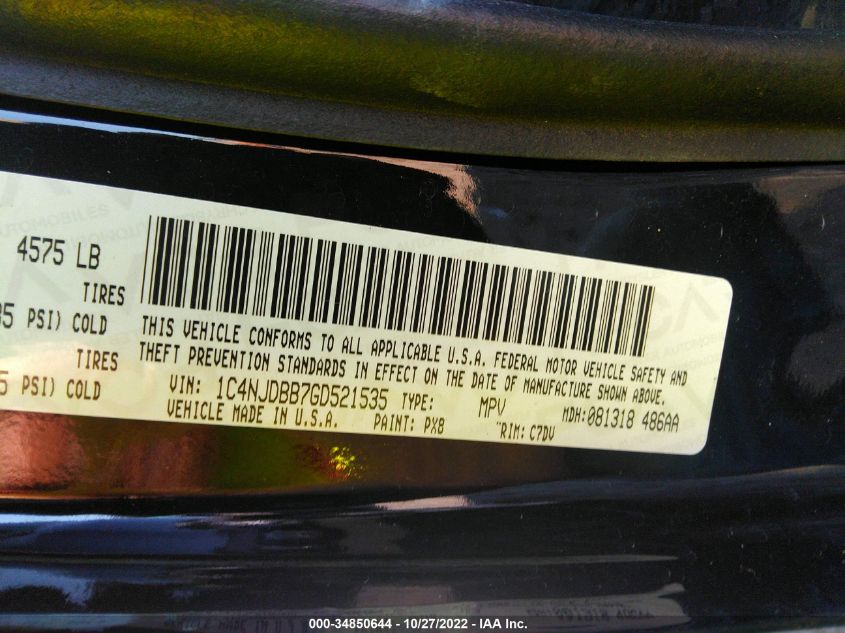 4575 LB
TIRES
35 PSI) COLD
TIRES
5 PSI) COLD
THIS VEHICLE CONFORMS TO ALL APPLICABLE U.S.A. FEDERAL MOTOR VEHICLE SAFETY AND
THEFT PREVENTION STANDARDS IN EFFECT ON THE DATE OF MANUFACTURE SHOWN ABOVE.
VIN: 1C4NJDBB7GD521535 TYPE: MPV MDH:081318 486AA
VEHICLE MADE IN U.S.A. PAINT: PX8 TRIM: C7DV
000-34850644 - 10/27/2022 - IAA Inc.